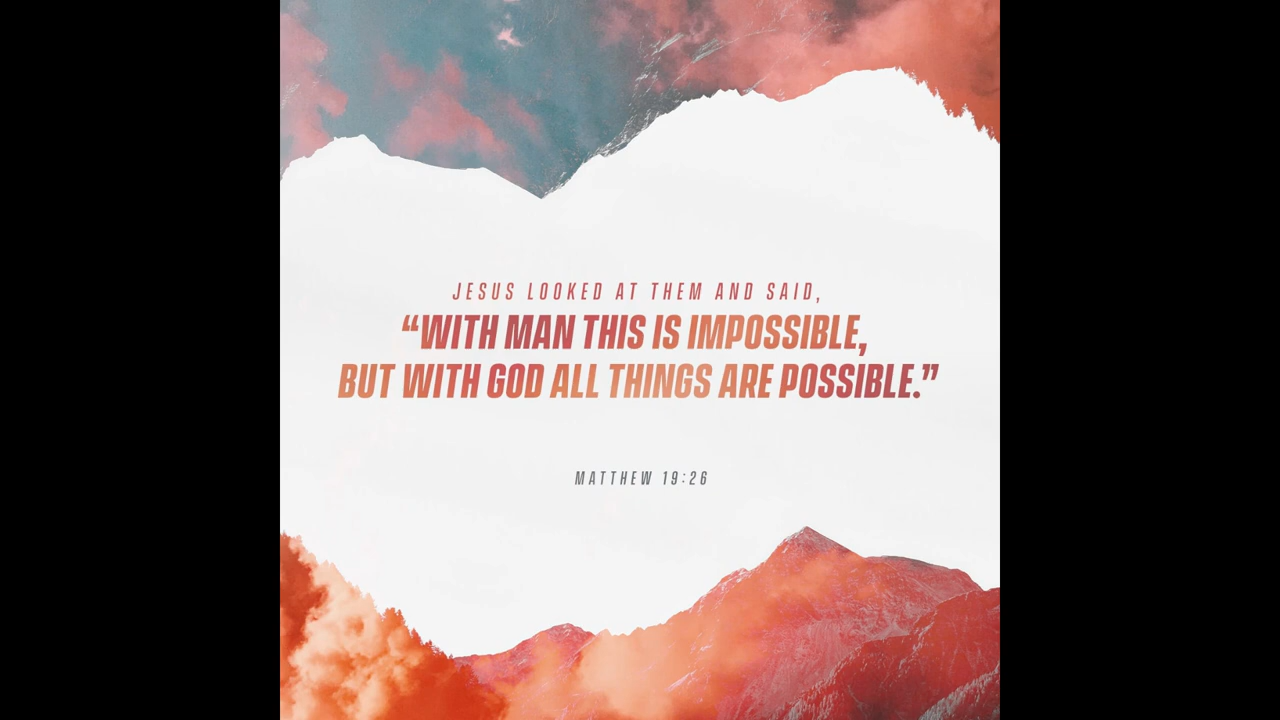 JESUS LOOKED AT THEM AND SAID,
“WITH MAN THIS IS IMPOSSIBLE,
BUT WITH GOD ALL THINGS ARE POSSIBLE.”
MATTHEW 19:26